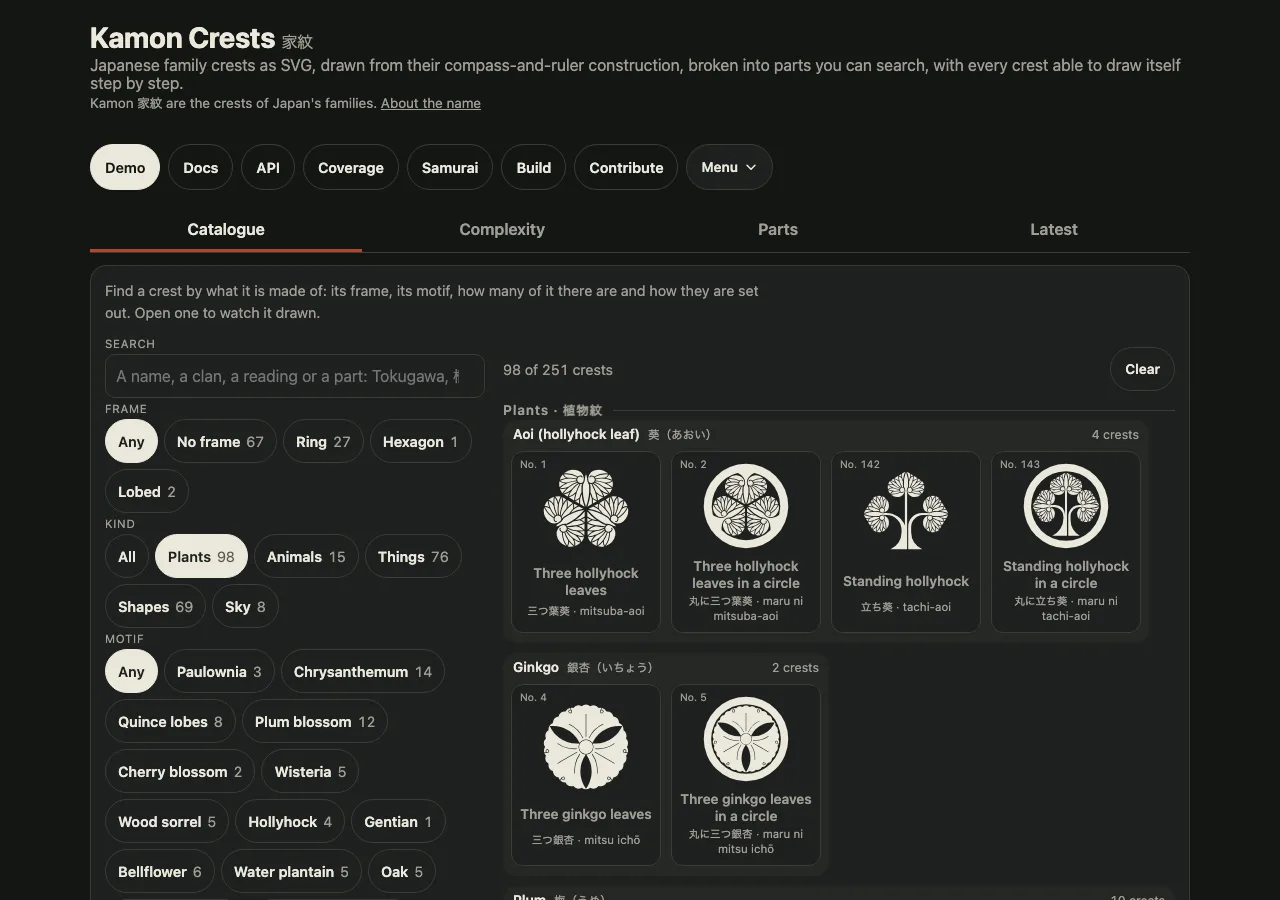 Kamon Crests 家紋
Japanese family crests as SVG, drawn from their compass-and-ruler construction, broken into parts you can search, with every crest able to draw itself
step by step.
Kamon 家紋 are the crests of Japan's families. About the name
Demo
Docs
API
Coverage
Samurai
Build
Contribute
Menu
Catalogue
Complexity
Parts
Latest
Find a crest by what it is made of: its frame, its motif, how many of it there are and how they are set
out. Open one to watch it drawn.
SEARCH
A name, a clan, a reading or a part: Tokugawa,
FRAME
Any
No frame 67
Ring 27
Hexagon 1
Lobed 2
KIND
All
Plants 98
Animals 15
Things 76
Shapes 69
Sky 8
MOTIF
Any
Paulownia 3
Chrysanthemum 14
Quince lobes 8
Plum blossom 12
Cherry blossom 2
Wisteria 5
Wood sorrel 5
Hollyhock 4
Gentian 1
Bellflower 6
Water plantain 5
Oak 5
98 of 251 crests
Clear
Plants · 植物紋
Aoi (hollyhock leaf) 葵（あおい）
4 crests
No. 1
Three hollyhock
leaves
三つ葉葵 · mitsuba-aoi
No. 2
Three hollyhock
leaves in a circle
丸に三つ葉葵 · maru ni
mitsuba-aoi
No. 142
Standing hollyhock
立ち葵 · tachi-aoi
No. 143
Standing hollyhock
in a circle
丸に立ち葵 · maru ni
tachi-aoi
Ginkgo 銀杏（いちょう）
2 crests
No. 4
Three ginkgo leaves
三つ銀杏 · mitsu ichō
No. 5
Three ginkgo leaves
in a circle
丸に三つ銀杏 · maru ni
mitsu ichō
Plum 梅（うめ）
10 crests